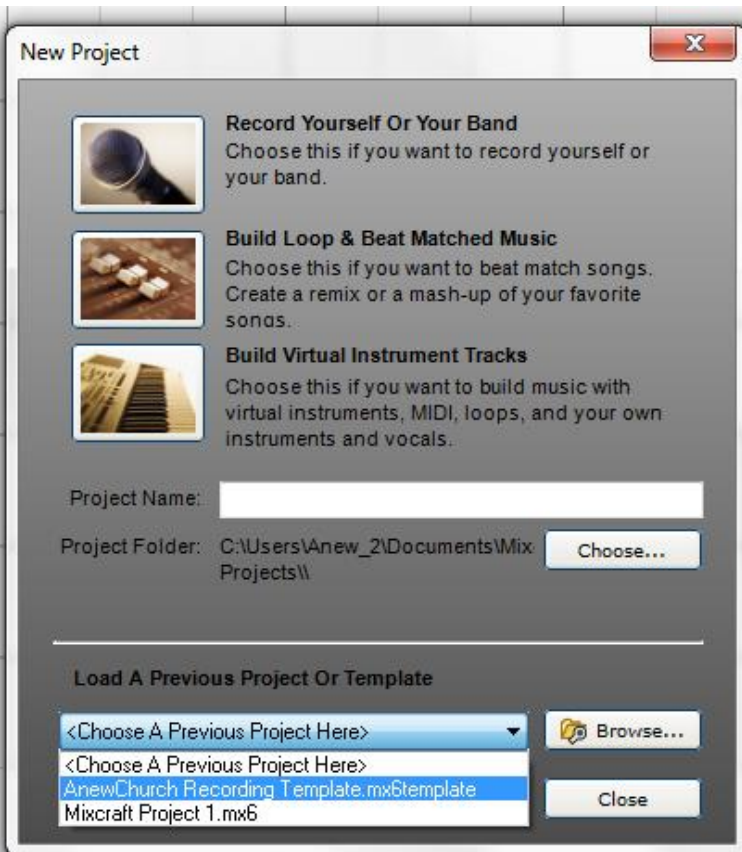 New Project
Record Yourself Or Your Band
Choose this if you want to record yourself or
your band.
Build Loop & Beat Matched Music
Choose this if you want to beat match songs.
Create a remix or a mash-up of your favorite
songs.
Build Virtual Instrument Tracks
Choose this if you want to build music with
virtual instruments, MIDI, loops, and your own
instruments and vocals.
Project Name:
Project Folder: C:\Users\Anew_2\Documents\Mix Choose...
Projects\\
Load A Previous Project Or Template
<Choose A Previous Project Here> Browse...
<Choose A Previous Project Here>
AnewChurch Recording Template.mx6template
Mixcraft Project 1.mx6
Close